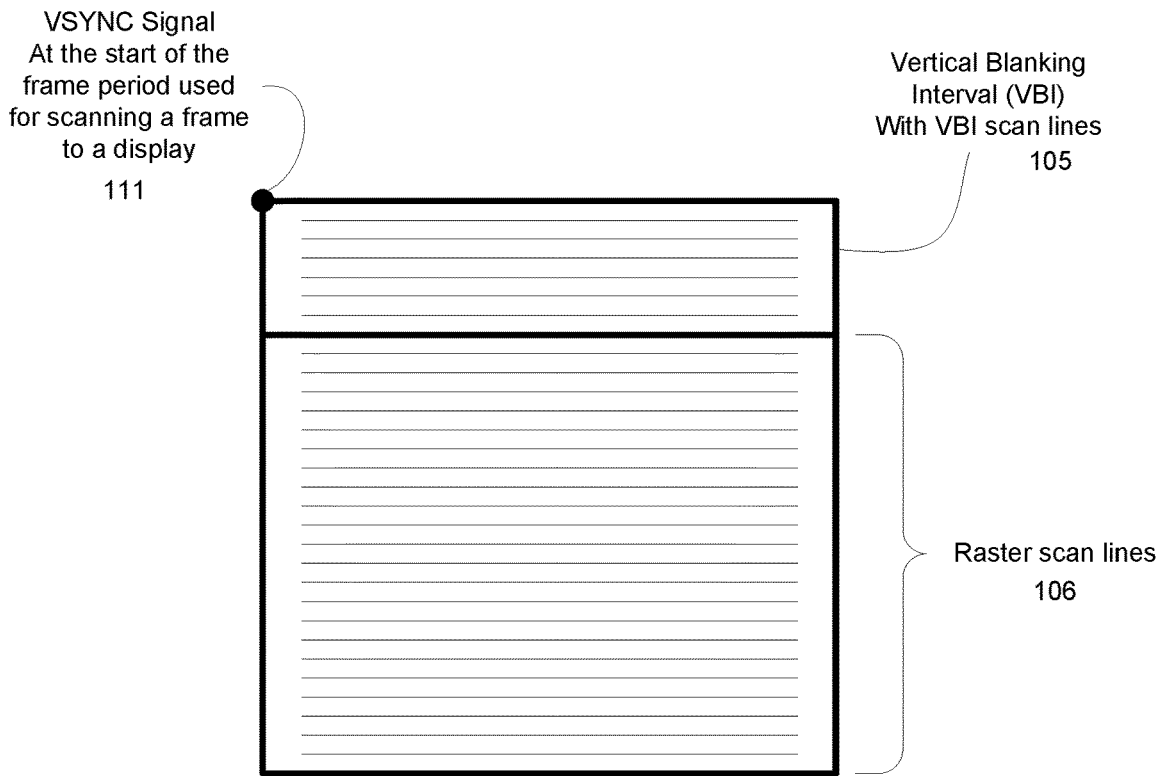 VSYNC Signal
At the start of the
frame period used
for scanning a frame
to a display
111
Vertical Blanking
Interval (VBI)
With VBI scan lines
105
Raster scan lines
106